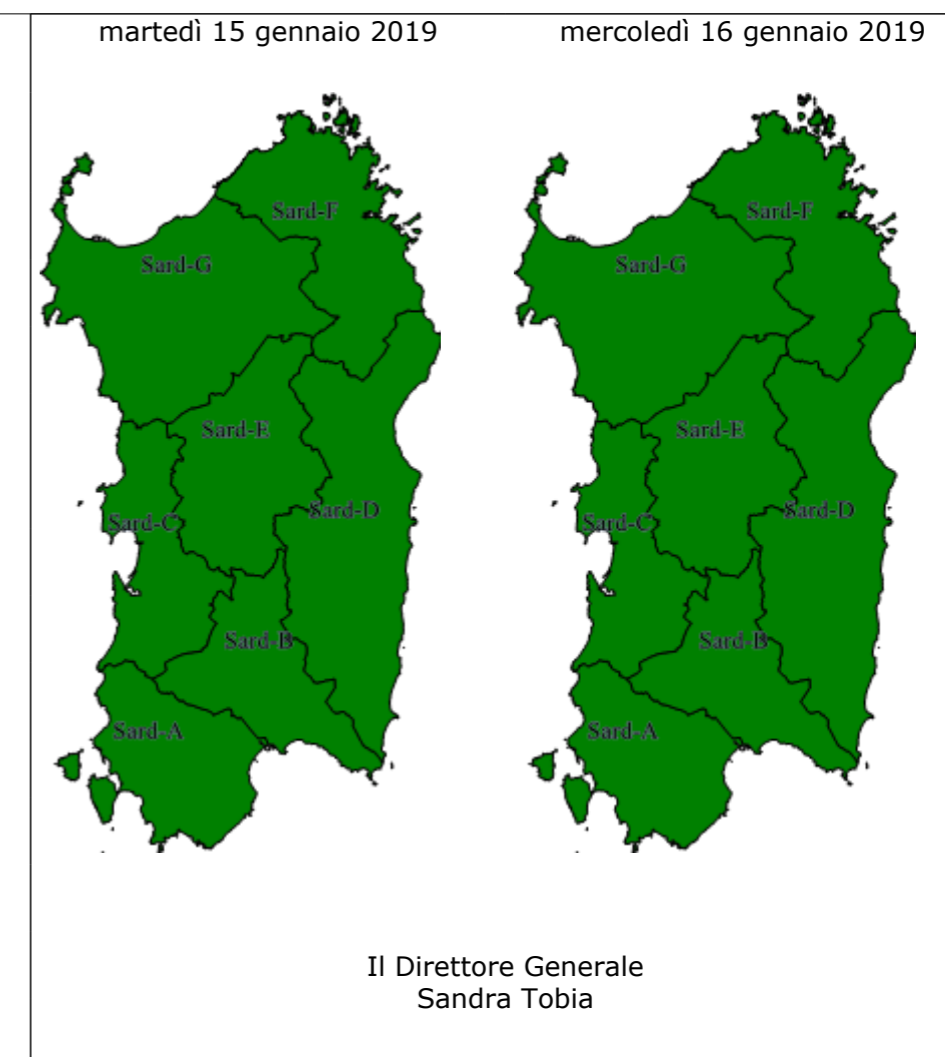 martedì 15 gennaio 2019
mercoledì 16 gennaio 2019
Sard-F
Sard-G
Sard-E
Sard-D
Sard-C
Sard-B
Sard-A
Sard-F
Sard-G
Sard-E
Sard-D
Sard-C
Sard-B
Sard-A
Il Direttore Generale
Sandra Tobia